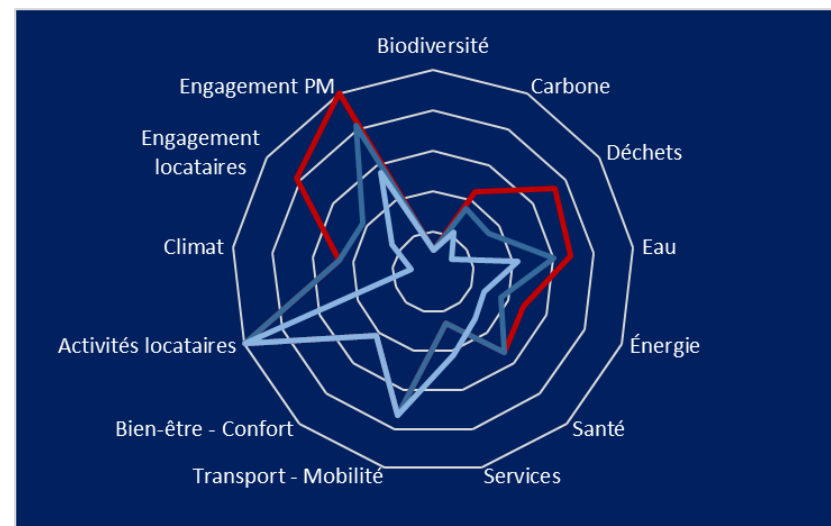 Biodiversité
Carbone
Déchets
Eau
Énergie
Santé
Services
Transport - Mobilité
Bien-être - Confort
Activités locataires
Climat
Engagement
locataires
Engagement PM